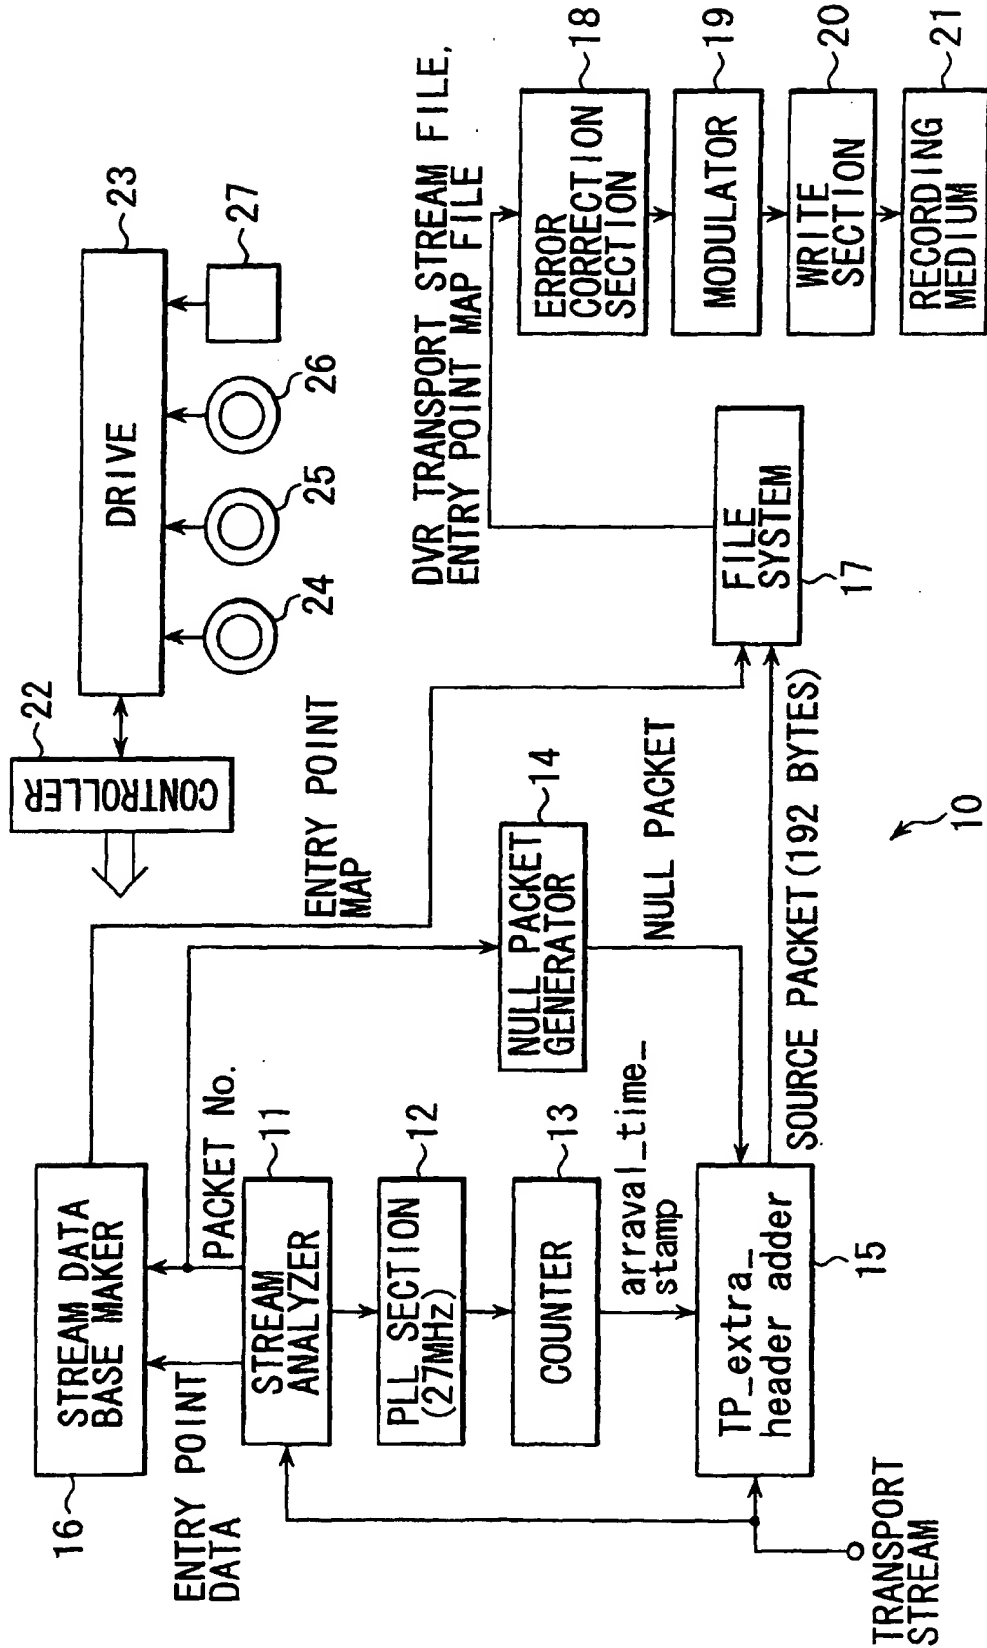 22
CONTROLLER
23
DRIVE
24
25
26
27
16
STREAM DATA
BASE MAKER
ENTRY POINT
MAP
ENTRY POINT
DATA
PACKET No.
STREAM
ANALYZER
11
PLL SECTION
(27MHz)
12
COUNTER
13
arraval_time_
stamp
NULL PACKET
GENERATOR
14
NULL PACKET
TP_extra_
header adder
15
TRANSPORT
STREAM
SOURCE PACKET(192 BYTES)
FILE
SYSTEM
17
DVR TRANSPORT STREAM FILE,
ENTRY POINT MAP FILE
ERROR
CORRECTION
SECTION
18
MODULATOR
19
WRITE
SECTION
20
RECORDING
MEDIUM
21
10